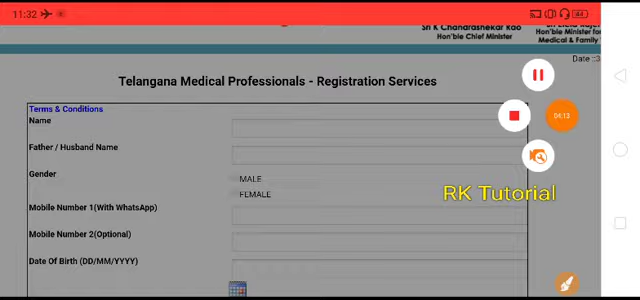 11:32
44
Sri K Chandrashekar Rao
Hon'ble Chief Minister
Hon'ble Minister for
Medical & Family
Date ::3
Telangana Medical Professionals - Registration Services
04:13
Terms & Conditions
Name
Father / Husband Name
Gender
MALE
FEMALE
RK Tutorial
Mobile Number 1(With WhatsApp)
Mobile Number 2(Optional)
Date Of Birth (DD/MM/YYYY)